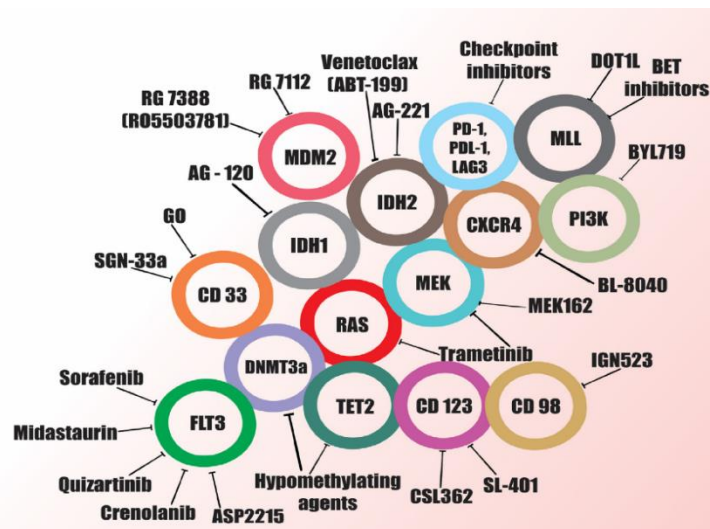 Checkpoint
inhibitors
DOT1L
BET
inhibitors
Venetoclax
(ABT-199)
RG 7112
AG-221
RG 7388
(RO5503781)
PD-1,
PDL-1,
LAG3
MLL
MDM2
BYL719
AG - 120
IDH2
CXCR4
PI3K
GO
IDH1
SGN-33a
CD 33
MEK
BL-8040
MEK162
RAS
Trametinib
IGN523
DNMT3a
Sorafenib
TET2
CD 123
CD 98
FLT3
Midastaurin
Quizartinib
Crenolanib
ASP2215
Hypomethylating
agents
CSL362
SL-401